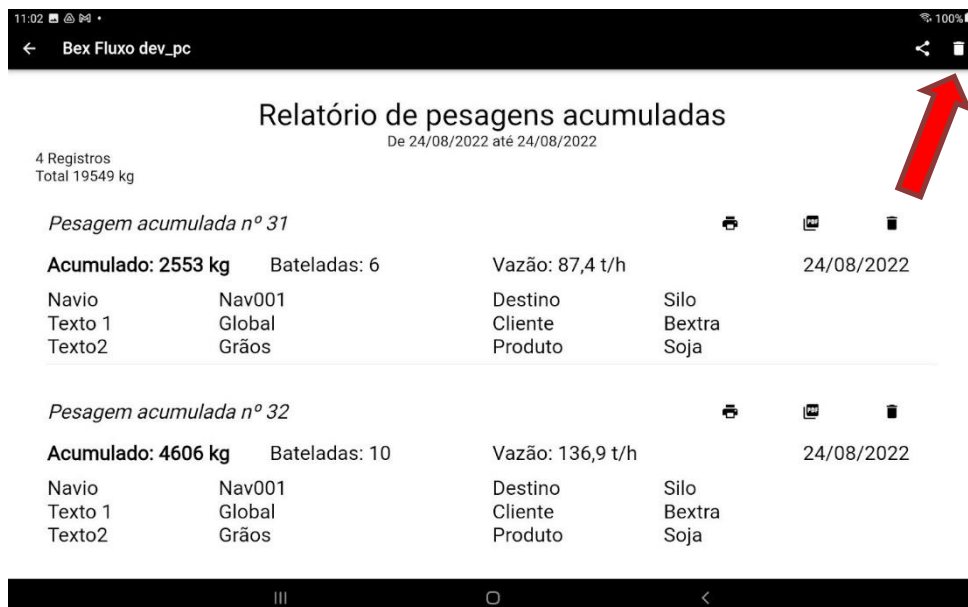 11:02 100%
Bex Fluxo dev_pc
Relatório de pesagens acumuladas
De 24/08/2022 até 24/08/2022
4 Registros
Total 19549 kg
Pesagem acumulada nº 31
PDF
Acumulado: 2553 kg Bateladas: 6 Vazão: 87,4 t/h 24/08/2022
Navio Nav001 Destino Silo
Texto 1 Global Cliente Bextra
Texto2 Grãos Produto Soja
Pesagem acumulada nº 32
PDF
Acumulado: 4606 kg Bateladas: 10 Vazão: 136,9 t/h 24/08/2022
Navio Nav001 Destino Silo
Texto 1 Global Cliente Bextra
Texto2 Grãos Produto Soja